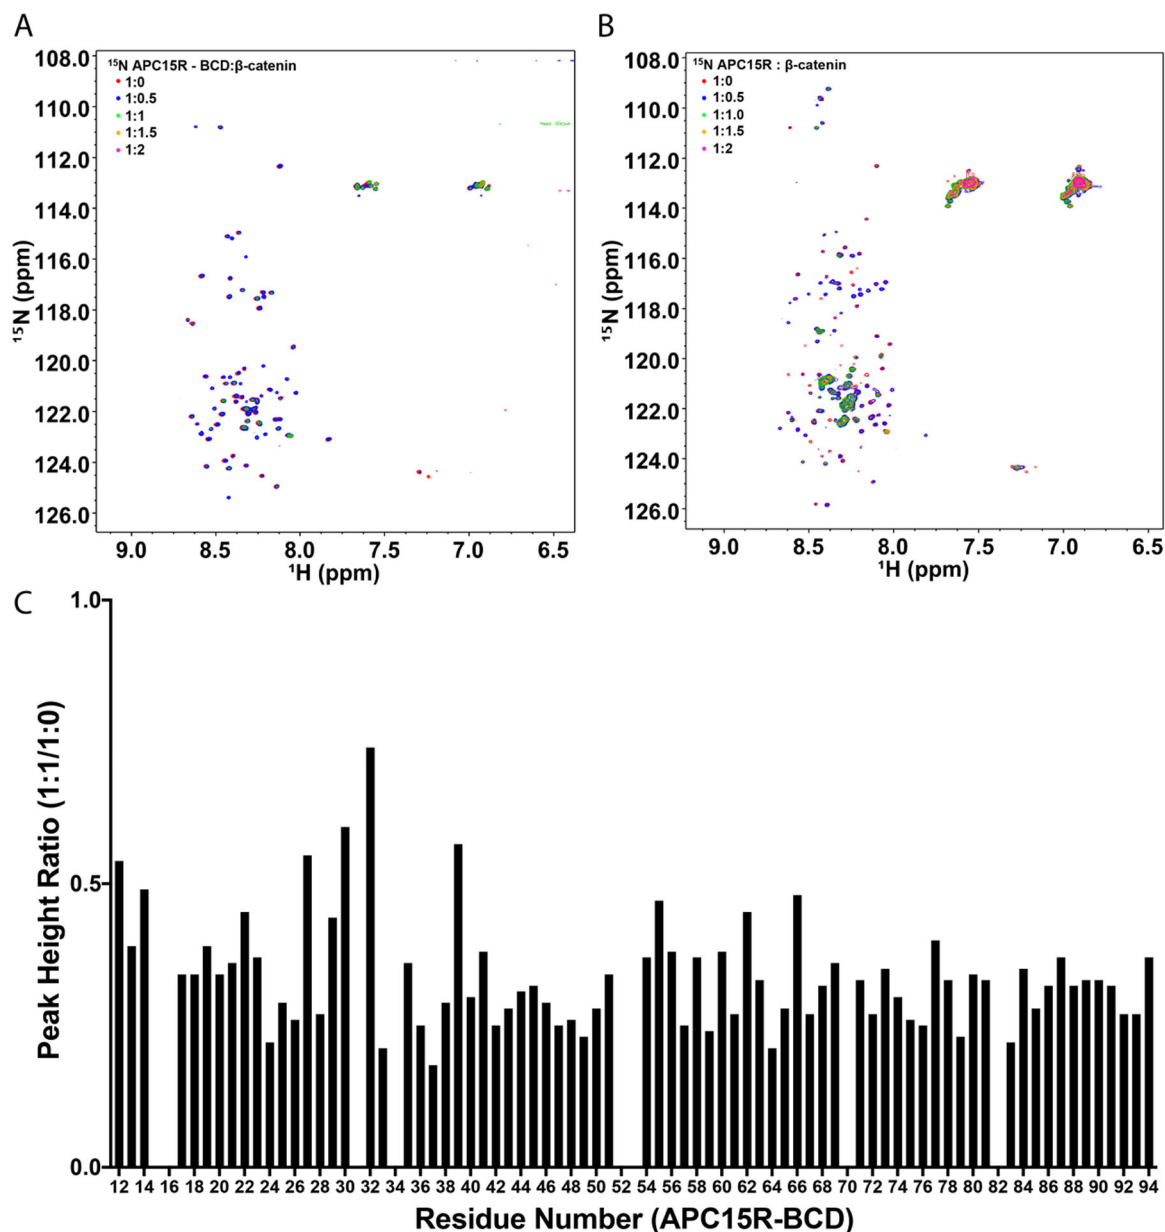 A
108.0
110.0
112.0
114.0
116.0
118.0
120.0
122.0
124.0
126.0
¹⁵N (ppm)
¹⁵N APC15R - BCD:β-catenin
1:0
1:0.5
1:1
1:1.5
1:2
9.0 8.5 8.0 7.5 7.0 6.5
¹H (ppm)
B
108.0
110.0
112.0
114.0
116.0
118.0
120.0
122.0
124.0
126.0
¹⁵N (ppm)
¹⁵N APC15R : β-catenin
1:0
1:0.5
1:1.0
1:1.5
1:2
9.0 8.5 8.0 7.5 7.0 6.5
¹H (ppm)
C
1.0
0.5
0.0
Peak Height Ratio (1:1/1:0)
12 14 16 18 20 22 24 26 28 30 32 34 36 38 40 42 44 46 48 50 52 54 56 58 60 62 64 66 68 70 72 74 76 78 80 82 84 86 88 90 92 94
Residue Number (APC15R-BCD)